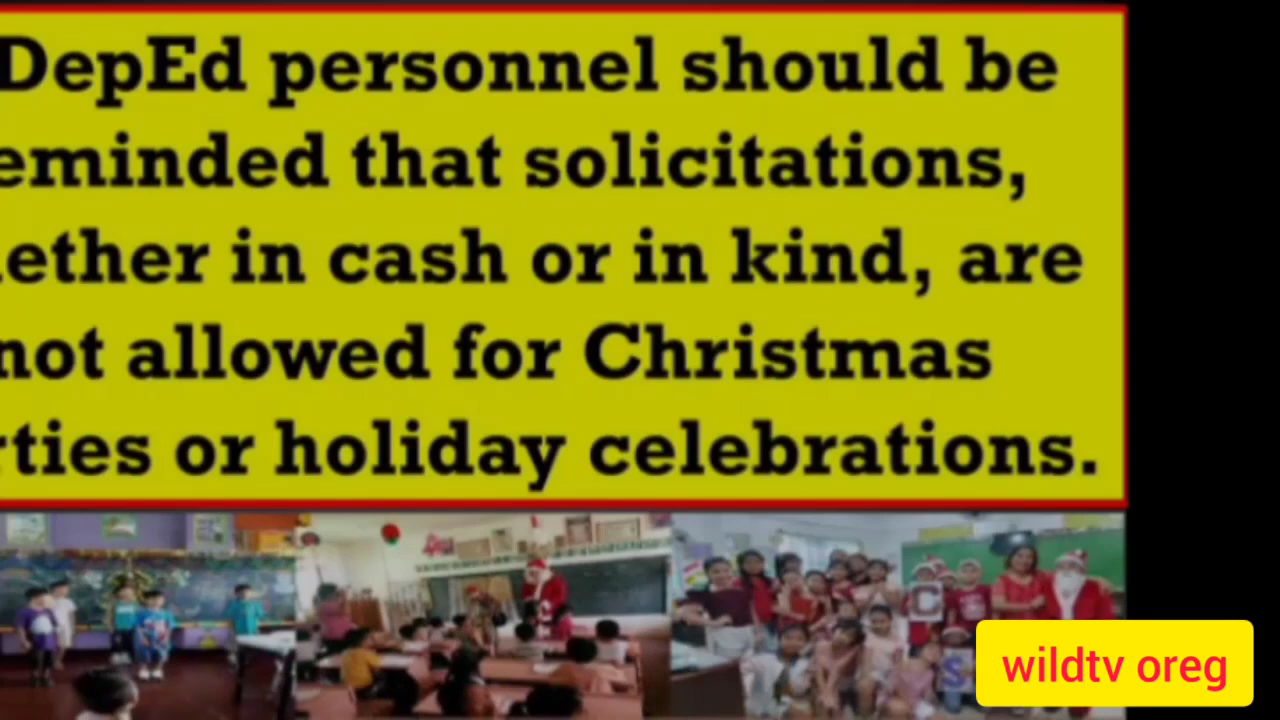 DepEd personnel should be
eminded that solicitations,
ether in cash or in kind, are
not allowed for Christmas
ties or holiday celebrations.
wildtv oreg